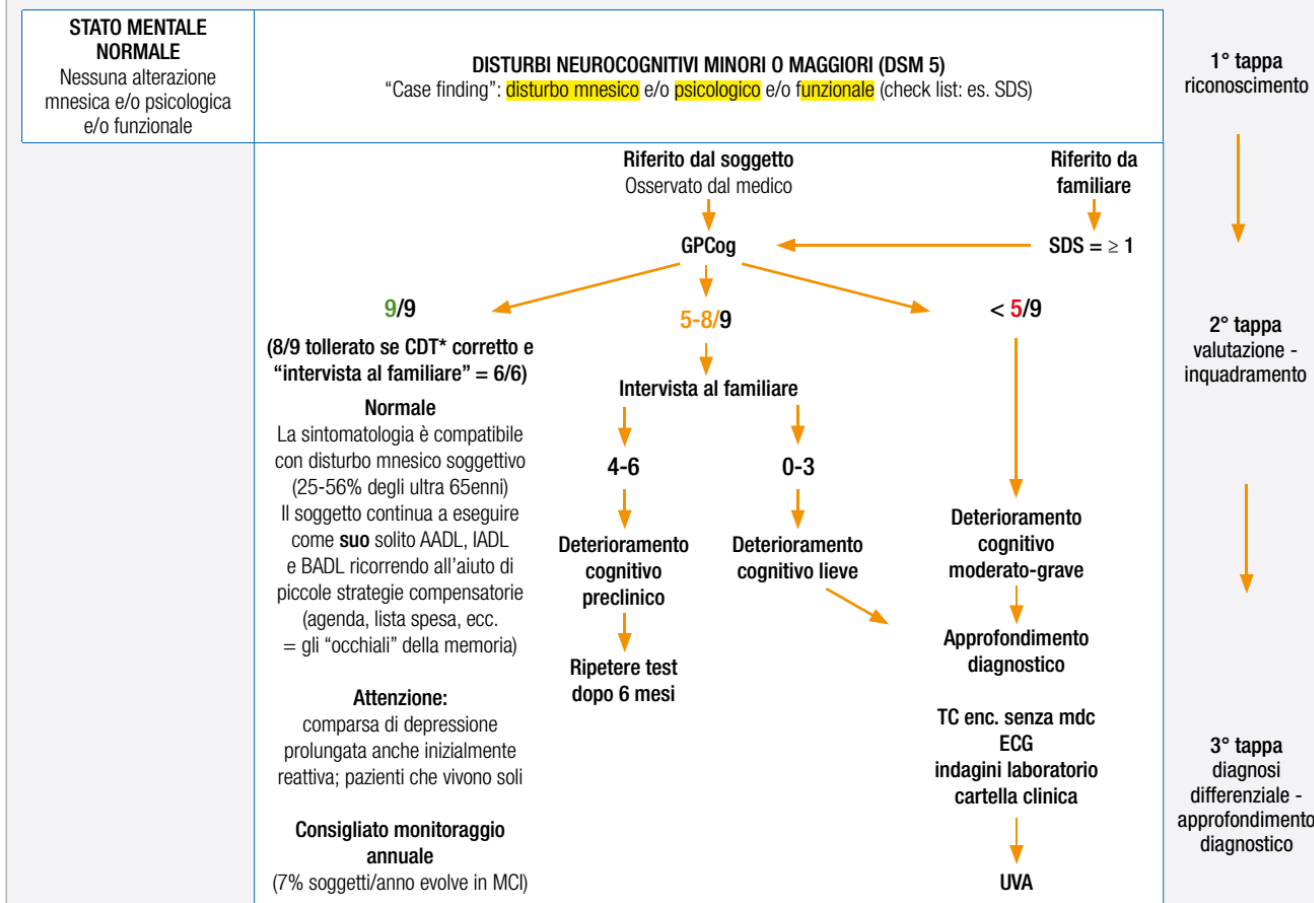 STATO MENTALE
NORMALE
Nessuna alterazione
mnesica e/o psicologica
e/o funzionale
DISTURBI NEUROCOGNITIVI MINORI O MAGGIORI (DSM 5)
“Case finding”: disturbo mnesico e/o psicologico e/o funzionale (check list: es. SDS)
1° tappa
riconoscimento
Riferito dal soggetto
Osservato dal medico
Riferito da
familiare
GPCog
SDS = ≥ 1
9/9
(8/9 tollerato se CDT* corretto e
“intervista al familiare” = 6/6)
Normale
La sintomatologia è compatibile
con disturbo mnesico soggettivo
(25-56% degli ultra 65enni)
Il soggetto continua a eseguire
come suo solito AADL, IADL
e BADL ricorrendo all’aiuto di
piccole strategie compensatorie
(agenda, lista spesa, ecc.
= gli “occhiali” della memoria)
Attenzione:
comparsa di depressione
prolungata anche inizialmente
reattiva; pazienti che vivono soli
Consigliato monitoraggio
annuale
(7% soggetti/anno evolve in MCI)
5-8/9
Intervista al familiare
4-6
Deterioramento
cognitivo
preclinico
Ripetere test
dopo 6 mesi
0-3
Deterioramento
cognitivo lieve
< 5/9
Deterioramento
cognitivo
moderato-grave
Approfondimento
diagnostico
TC enc. senza mdc
ECG
indagini laboratorio
cartella clinica
UVA
2° tappa
valutazione -
inquadramento
3° tappa
diagnosi
differenziale -
approfondimento
diagnostico